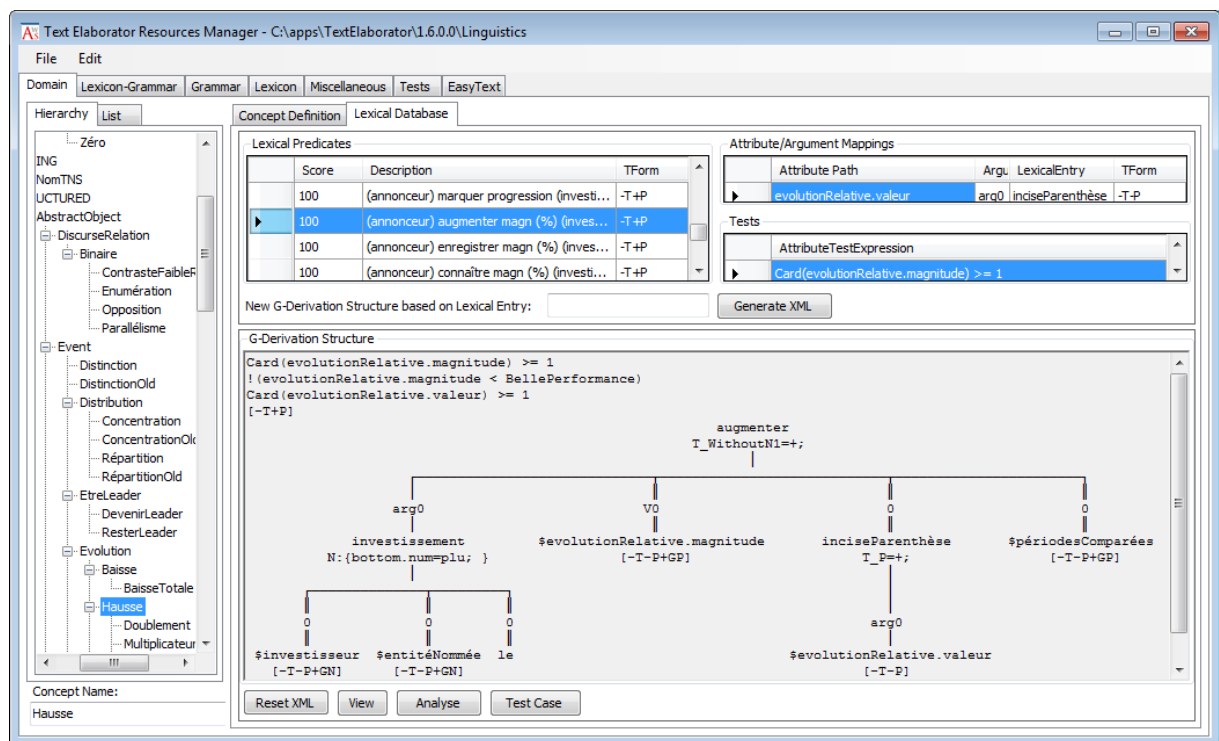 Text Elaborator Resources Manager - C:\apps\TextElaborator\1.6.0.0\Linguistics
File Edit
Domain Lexicon-Grammar Grammar Lexicon Miscellaneous Tests EasyText
Hierarchy List
Zéro
ING
NomTNS
UCTURED
AbstractObject
DiscurseRelation
Binaire
ContrasteFaibleR
Enumération
Opposition
Parallélisme
Event
Distinction
DistinctionOld
Distribution
Concentration
ConcentrationOld
Répartition
RépartitionOld
EtreLeader
DevenirLeader
ResterLeader
Evolution
Baisse
BaisseTotale
Hausse
Doublement
Multiplicateur
Concept Name:
Hausse
Concept Definition Lexical Database
Lexical Predicates
Score Description TForm
100 (annonceur) marquer progression (investi... -T+P
100 (annonceur) augmenter magn (%) (inves... -T+P
100 (annonceur) enregistrer magn (%) (inves... -T+P
100 (annonceur) connaître magn (%) (investi... -T+P
Attribute/Argument Mappings
Attribute Path Argu LexicalEntry TForm
evolutionRelative.valeur arg0 inciseParenthèse -T-P
Tests
AttributeTestExpression
Card(evolutionRelative.magnitude) >= 1
New G-Derivation Structure based on Lexical Entry: Generate XML
G-Derivation Structure
Card(evolutionRelative.magnitude) >= 1
!(evolutionRelative.magnitude < BellePerformance)
Card(evolutionRelative.valeur) >= 1
[-T+P]
augmenter
T_WithoutN1=+;
arg0 V0 0 0
investissement $evolutionRelative.magnitude inciseParenthèse $périodesComparées
N:{bottom.num=plu; } [-T-P+GP] T_P=+; [-T-P+GP]
0 0 0 arg0
$investisseur $entitéNommée le $evolutionRelative.valeur
[-T-P+GN] [-T-P+GN] [-T-P]
Reset XML View Analyse Test Case